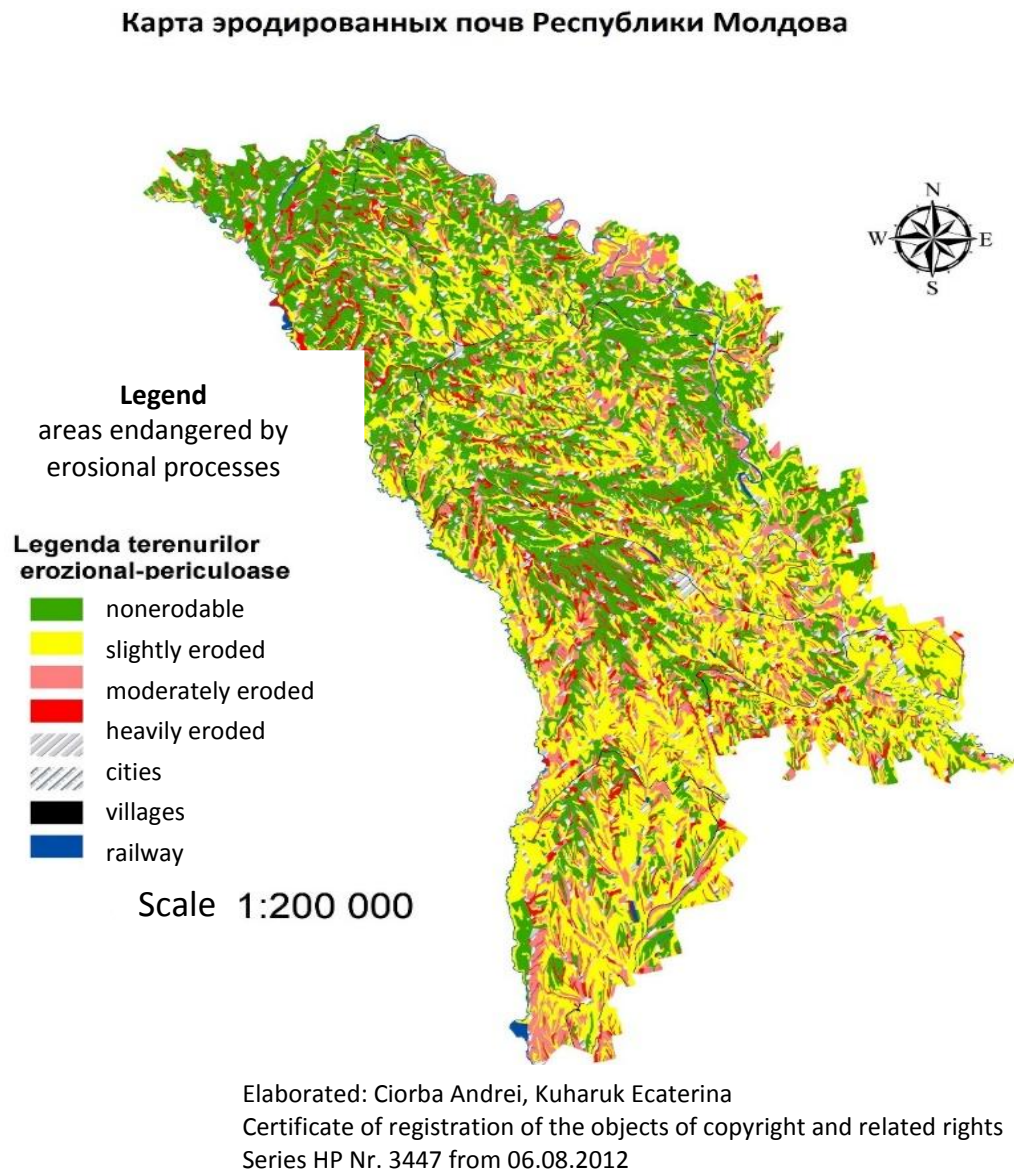 Карта эродированных почв Республики Молдова
N
W
E
S
Legend
areas endangered by
erosional processes
Legenda terenurilor
erozional-periculoase
nonerodable
slightly eroded
moderately eroded
heavily eroded
cities
villages
railway
Scale 1:200 000
Elaborated: Ciorba Andrei, Kuharuk Ecaterina
Certificate of registration of the objects of copyright and related rights
Series HP Nr. 3447 from 06.08.2012